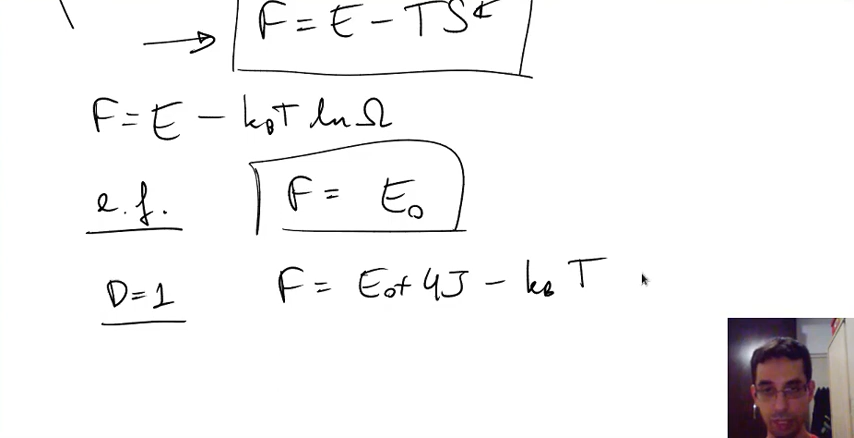 → F = E - TS
F = E - k_B T ln Ω
e.f. F = E₀
D=1 F = E₀ + 4J - k_B T